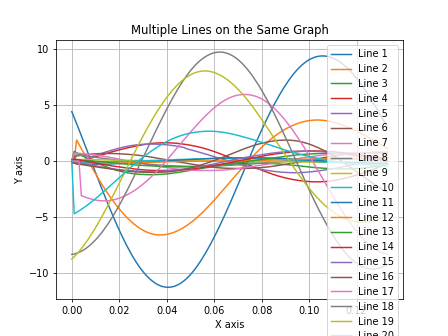 Multiple Lines on the Same Graph
10
5
0
−5
−10
Y axis
0.00
0.02
0.04
0.06
0.08
0.10
X axis
Line 1
Line 2
Line 3
Line 4
Line 5
Line 6
Line 7
Line 8
Line 9
Line 10
Line 11
Line 12
Line 13
Line 14
Line 15
Line 16
Line 17
Line 18
Line 19
Line 20